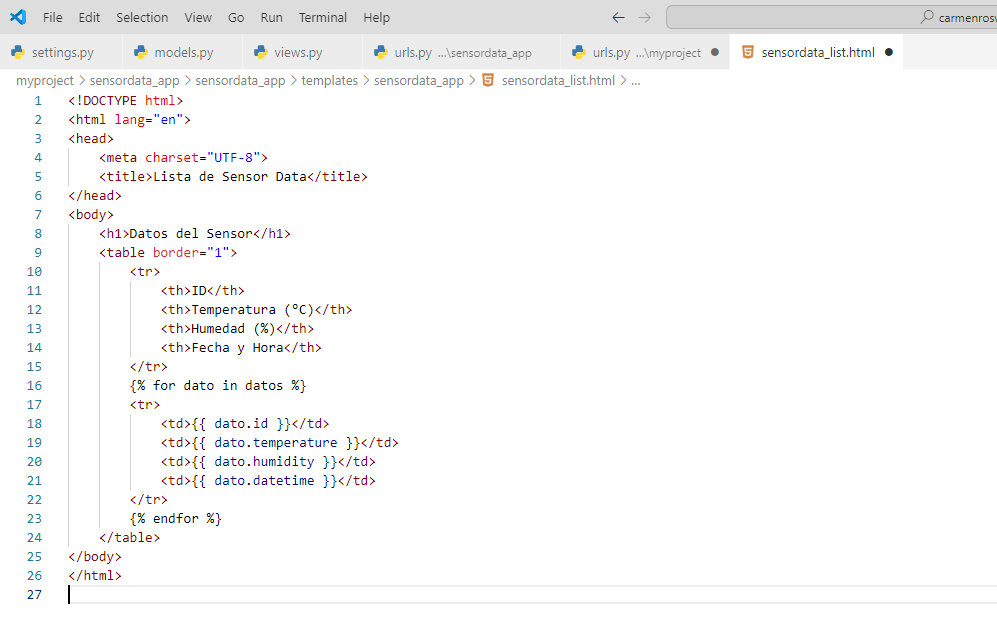 File Edit Selection View Go Run Terminal Help carmenrosv
settings.py models.py views.py urls.py ...\sensordata_app urls.py ...\myproject sensordata_list.html
myproject > sensordata_app > sensordata_app > templates > sensordata_app > sensordata_list.html > ...
1 <!DOCTYPE html>
2 <html lang="en">
3 <head>
4 <meta charset="UTF-8">
5 <title>Lista de Sensor Data</title>
6 </head>
7 <body>
8 <h1>Datos del Sensor</h1>
9 <table border="1">
10 <tr>
11 <th>ID</th>
12 <th>Temperatura (°C)</th>
13 <th>Humedad (%)</th>
14 <th>Fecha y Hora</th>
15 </tr>
16 {% for dato in datos %}
17 <tr>
18 <td>{{ dato.id }}</td>
19 <td>{{ dato.temperature }}</td>
20 <td>{{ dato.humidity }}</td>
21 <td>{{ dato.datetime }}</td>
22 </tr>
23 {% endfor %}
24 </table>
25 </body>
26 </html>
27